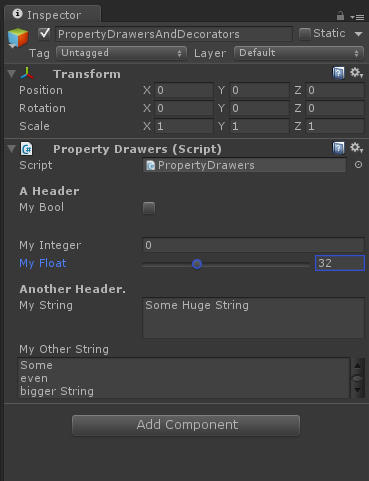 Inspector
PropertyDrawersAndDecorators Static
Tag Untagged Layer Default
Transform
Position X 0 Y 0 Z 0
Rotation X 0 Y 0 Z 0
Scale X 1 Y 1 Z 1
Property Drawers (Script)
Script PropertyDrawers
A Header
My Bool
My Integer 0
My Float 32
Another Header.
My String Some Huge String
My Other String
Some
even
bigger String
Add Component